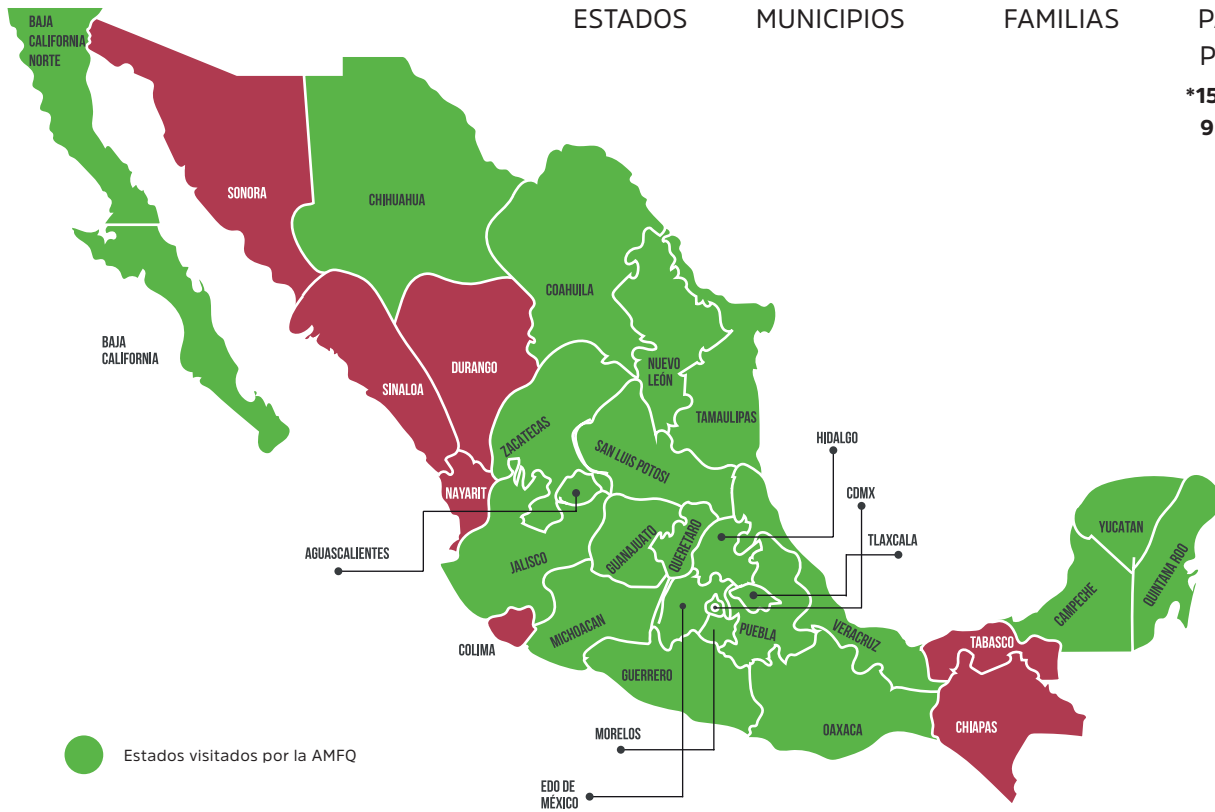 ESTADOS MUNICIPIOS FAMILIAS
*15
9
BAJA
CALIFORNIA
NORTE
SONORA
CHIHUAHUA
COAHUILA
BAJA
CALIFORNIA
SINALOA
DURANGO
NUEVO
LEÓN
TAMAULIPAS
ZACATECAS
SAN LUIS POTOSI
HIDALGO
NAYARIT
CDMX
AGUASCALIENTES
JALISCO
GUANAJUATO
QUERETARO
TLAXCALA
YUCATAN
QUINTANA ROO
CAMPECHE
COLIMA
MICHOACAN
PUEBLA
VERACRUZ
TABASCO
GUERRERO
MORELOS
OAXACA
CHIAPAS
EDO DE
MÉXICO
Estados visitados por la AMFQ